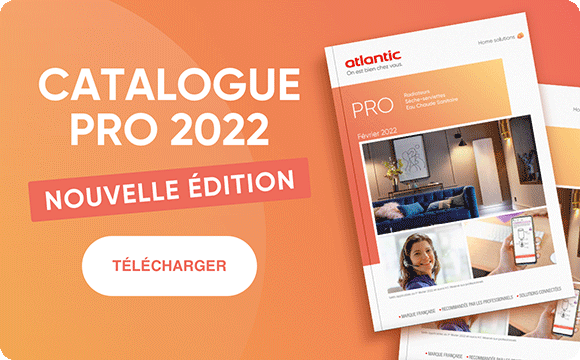 CATALOGUE
PRO 2022
NOUVELLE ÉDITION
TÉLÉCHARGER
atlantic
On est bien chez vous.
Home solutions
PRO
Radiateurs
Sèche-serviettes
Eau Chaude Sanitaire
Février 2022
• MARQUE FRANÇAISE • RECOMMANDÉE PAR LES PROFESSIONNELS • SOLUTIONS CONNECTÉES